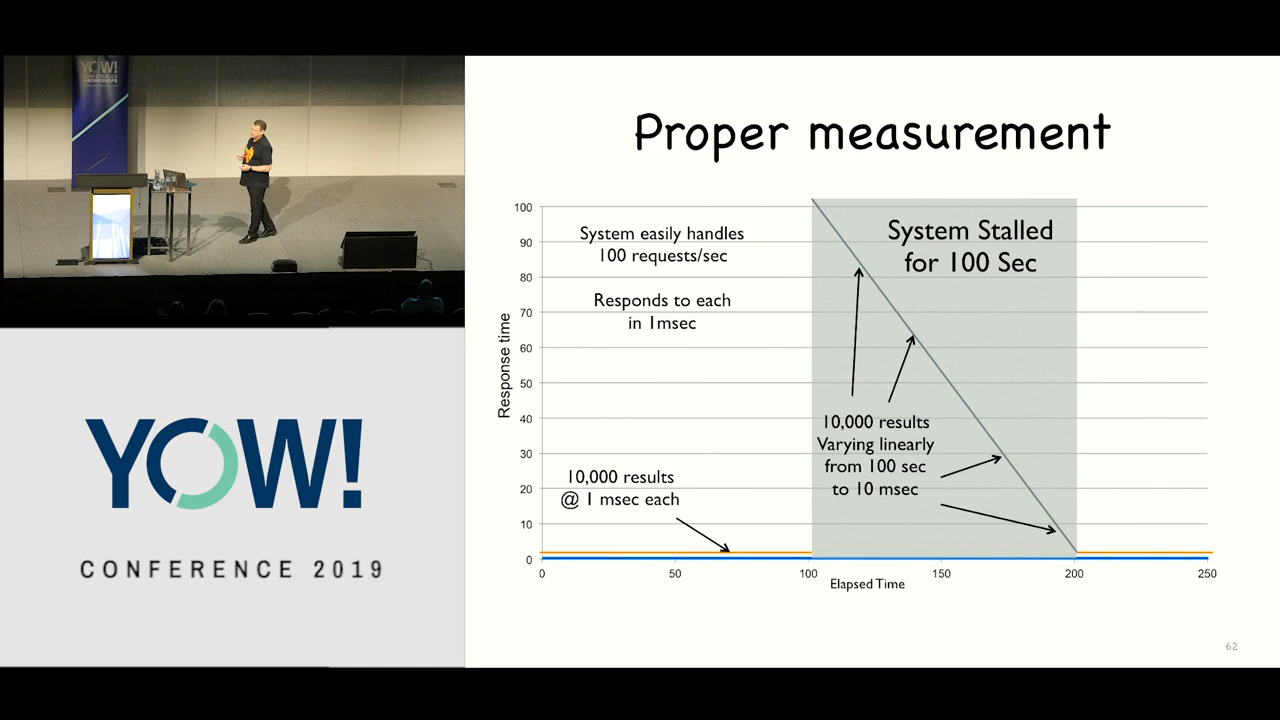 YOW!
CONFERENCES
& WORKSHOPS
YOW!
CONFERENCE 2019
Proper measurement
System easily handles
100 requests/sec
Responds to each
in 1msec
System Stalled
for 100 Sec
10,000 results
Varying linearly
from 100 sec
to 10 msec
10,000 results
@ 1 msec each
Response time
100
90
80
70
60
50
40
30
20
10
0
0 50 100 150 200 250
Elapsed Time
62